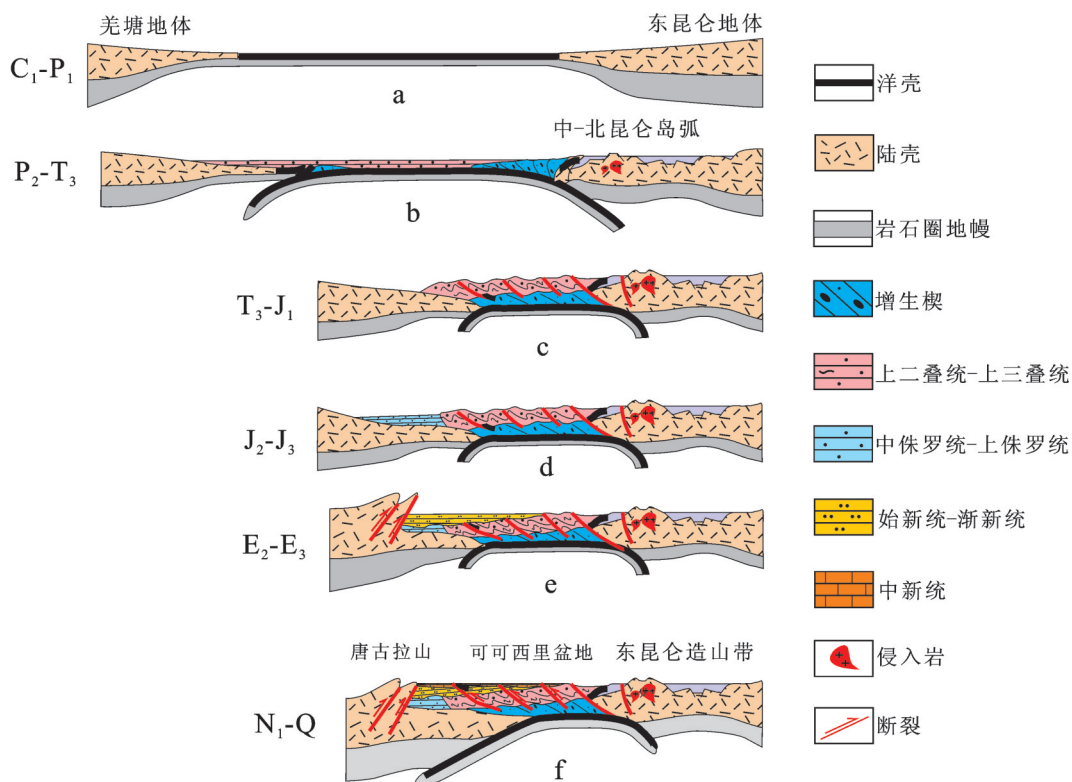 羌塘地体
东昆仑地体
C₁-P₁
a
中-北昆仑岛弧
P₂-T₃
b
T₃-J₁
c
J₂-J₃
d
E₂-E₃
e
唐古拉山
可可西里盆地
东昆仑造山带
N₁-Q
f
洋壳
陆壳
岩石圈地幔
增生楔
上二叠统-上三叠统
中侏罗统-上侏罗统
始新统-渐新统
中新统
侵入岩
断裂